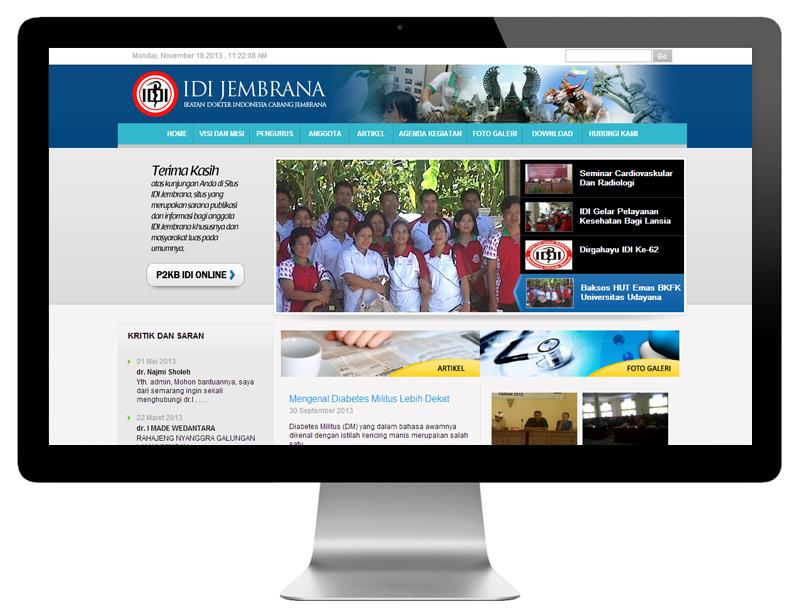 Monday, November 18 2013 , 11:22:08 AM
Go
IDI JEMBRANA
IKATAN DOKTER INDONESIA CABANG JEMBRANA
HOME
VISI DAN MISI
PENGURUS
ANGGOTA
ARTIKEL
AGENDA KEGIATAN
FOTO GALERI
DOWNLOAD
HUBUNGI KAMI
Terima Kasih
atas kunjungan Anda di Situs
IDI Jembrana, situs yang
merupakan sarana publikasi
dan informasi bagi anggota
IDI Jembrana khususnya dan
masyarakat luas pada
umumnya.
P2KB IDI ONLINE
Seminar Cardiovaskular
Dan Radiologi
IDI Gelar Pelayanan
Kesehatan Bagi Lansia
Dirgahayu IDI Ke-62
Baksos HUT Emas BKFK
Universitas Udayana
KRITIK DAN SARAN
01 Mei 2013
dr. Najmi Sholeh
Yth. admin, Mohon bantuannya, saya
dari semarang ingin sekali
menghubungi dr.I . . . .
22 Maret 2013
dr. I MADE WEDANTARA
RAHAJENG NYANGGRA GALUNGAN
ARTIKEL
FOTO GALERI
Mengenal Diabetes Militus Lebih Dekat
30 September 2013
Diabetes Militus (DM) yang dalam bahasa awamnya
dikenal dengan istilah kencing manis merupakan salah
satu
TAHUN 2012